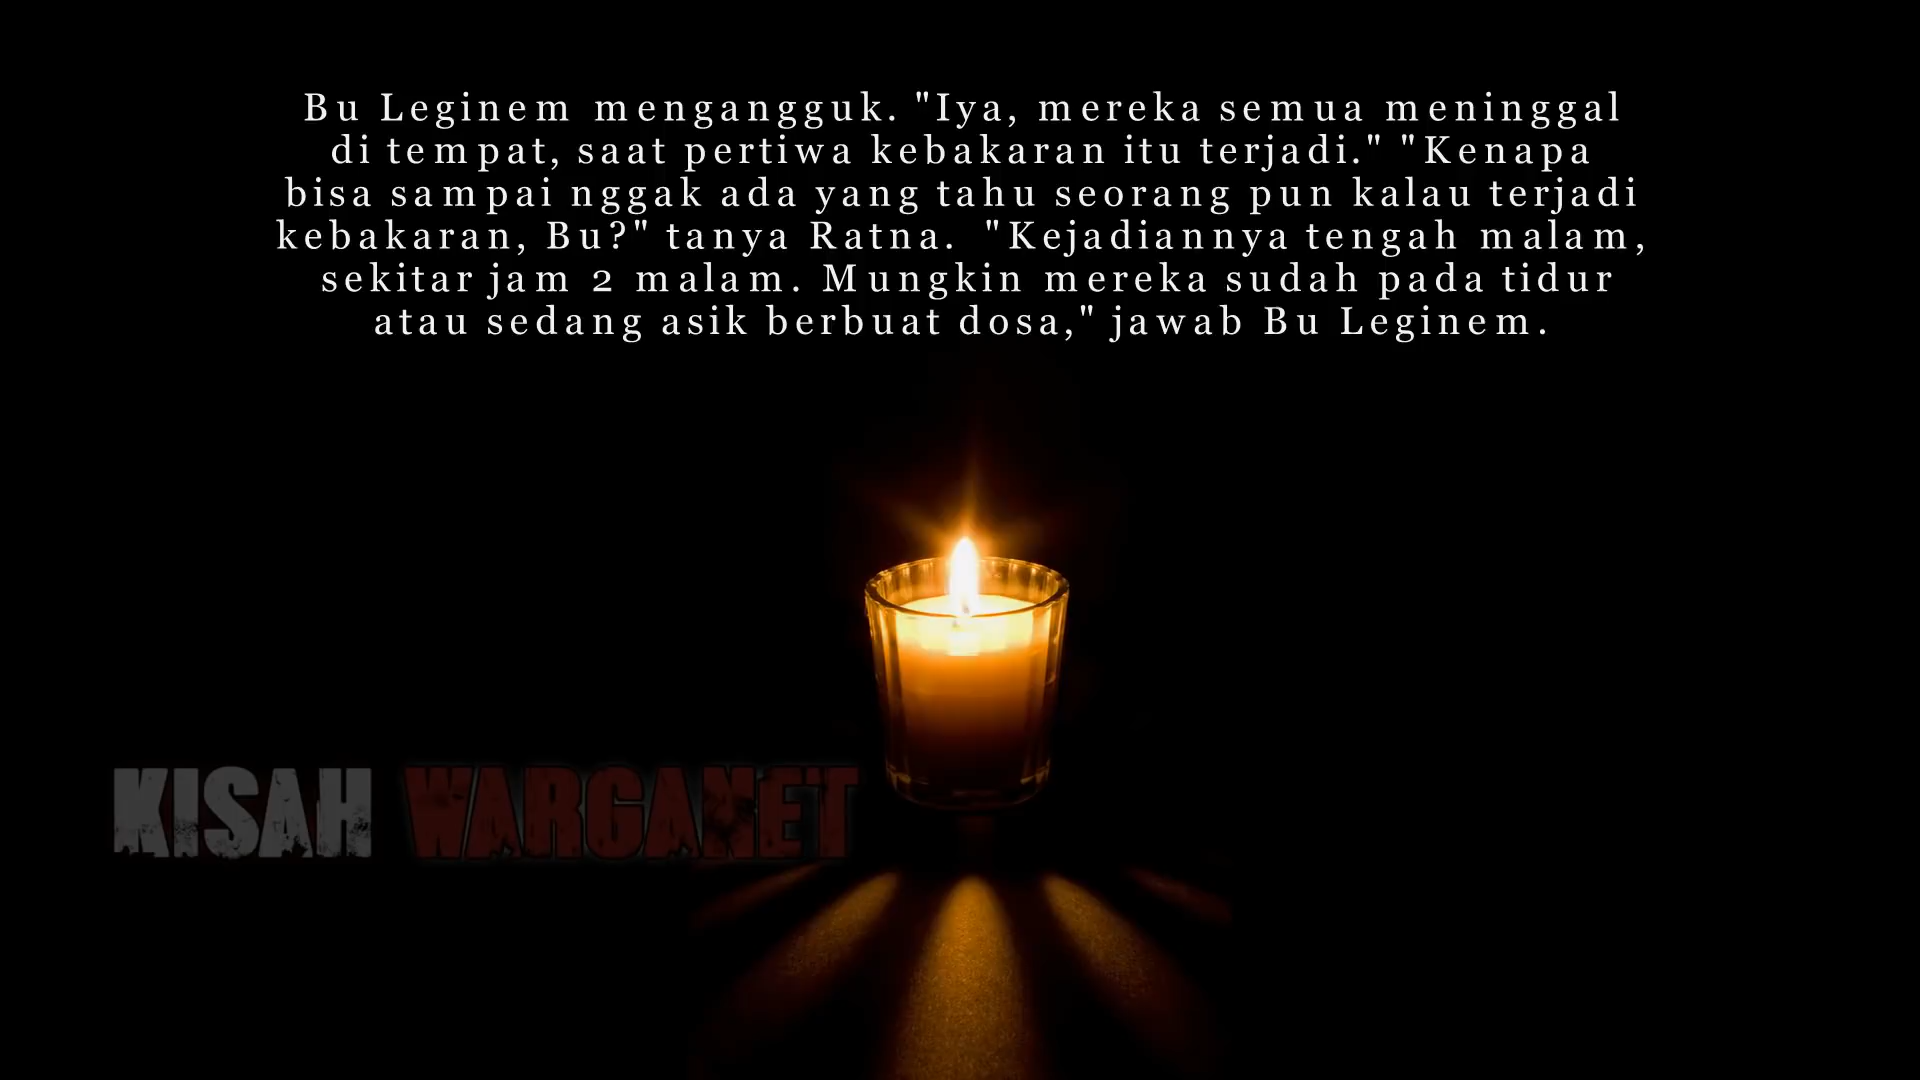 Bu Leginem mengangguk. "Iya, mereka semua meninggal
di tempat, saat pertiwa kebakaran itu terjadi." "Kenapa
bisa sampai nggak ada yang tahu seorang pun kalau terjadi
kebakaran, Bu?" tanya Ratna. "Kejadiannya tengah malam,
sekitar jam 2 malam. Mungkin mereka sudah pada tidur
atau sedang asik berbuat dosa," jawab Bu Leginem.
KISAH WARGANET